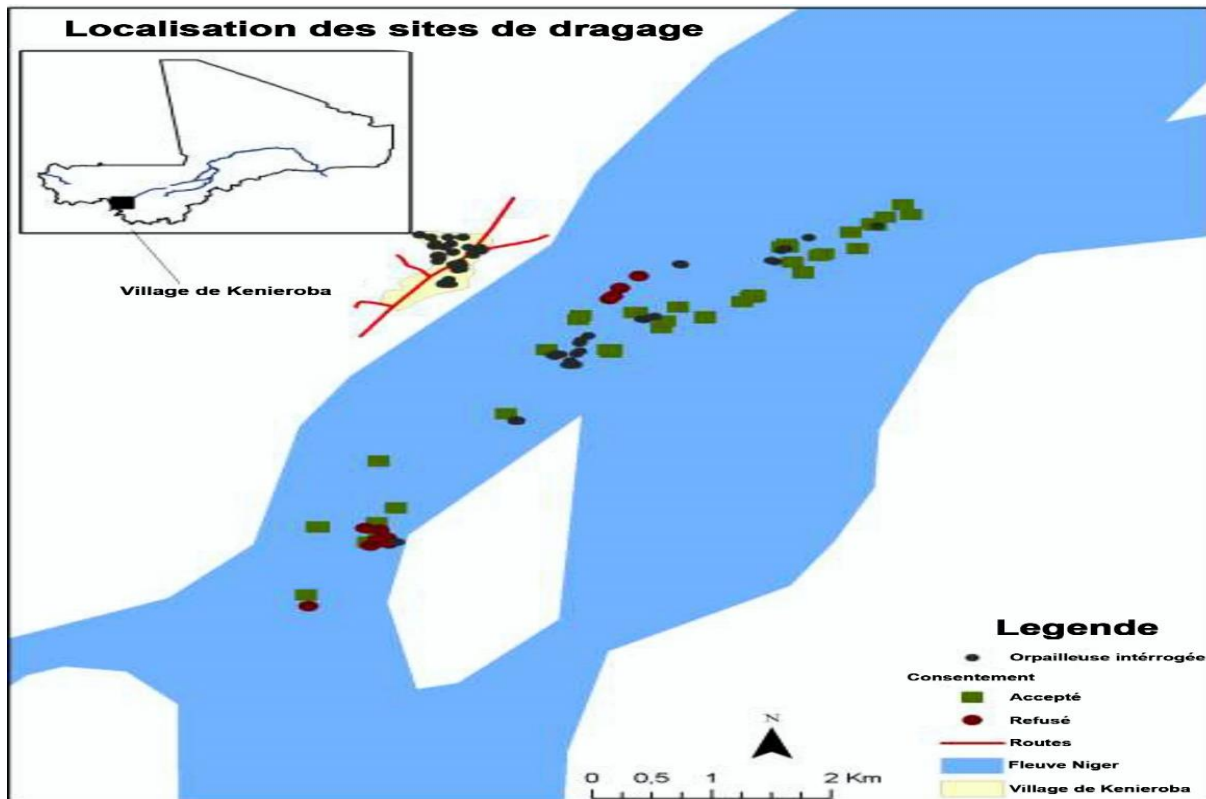 Localisation des sites de dragage
Village de Kenieroba
Legende
Orpailleuse intérrogée
Consentement
Accepté
Refusé
Routes
Fleuve Niger
Village de Kenieroba
N
0 0,5 1 2 Km